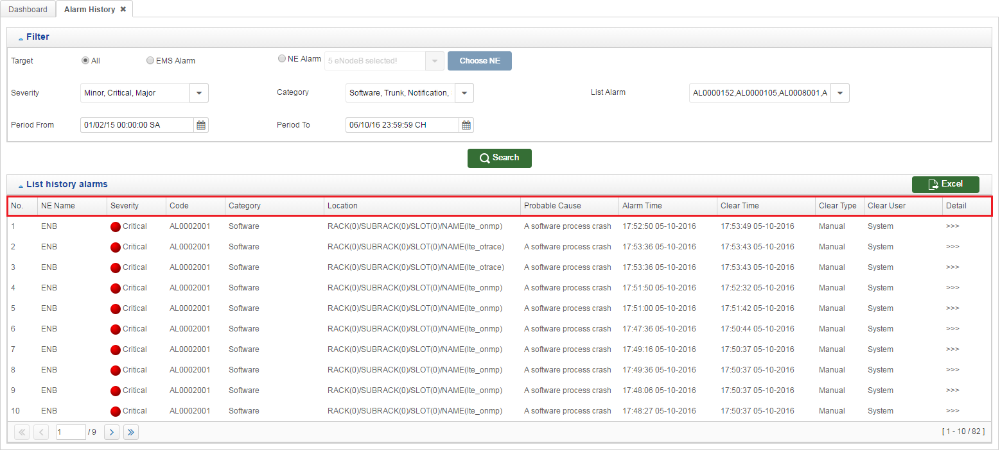 Dashboard Alarm History ✖
Filter
Target All EMS Alarm NE Alarm 5 eNodeB selected! Choose NE
Severity Minor, Critical, Major Category Software, Trunk, Notification, List Alarm AL0000152,AL0000105,AL0008001,A
Period From 01/02/15 00:00:00 SA Period To 06/10/16 23:59:59 CH
Search
List history alarms Excel
No. NE Name Severity Code Category Location Probable Cause Alarm Time Clear Time Clear Type Clear User Detail
1 ENB Critical AL0002001 Software RACK(0)/SUBRACK(0)/SLOT(0)/NAME(lte_onmp) A software process crash 17:52:50 05-10-2016 17:53:49 05-10-2016 Manual System >>>
2 ENB Critical AL0002001 Software RACK(0)/SUBRACK(0)/SLOT(0)/NAME(lte_otrace) A software process crash 17:53:36 05-10-2016 17:53:43 05-10-2016 Manual System >>>
3 ENB Critical AL0002001 Software RACK(0)/SUBRACK(0)/SLOT(0)/NAME(lte_otrace) A software process crash 17:53:36 05-10-2016 17:53:43 05-10-2016 Manual System >>>
4 ENB Critical AL0002001 Software RACK(0)/SUBRACK(0)/SLOT(0)/NAME(lte_onmp) A software process crash 17:51:50 05-10-2016 17:52:32 05-10-2016 Manual System >>>
5 ENB Critical AL0002001 Software RACK(0)/SUBRACK(0)/SLOT(0)/NAME(lte_onmp) A software process crash 17:51:00 05-10-2016 17:51:42 05-10-2016 Manual System >>>
6 ENB Critical AL0002001 Software RACK(0)/SUBRACK(0)/SLOT(0)/NAME(lte_onmp) A software process crash 17:47:36 05-10-2016 17:50:44 05-10-2016 Manual System >>>
7 ENB Critical AL0002001 Software RACK(0)/SUBRACK(0)/SLOT(0)/NAME(lte_onmp) A software process crash 17:49:16 05-10-2016 17:50:37 05-10-2016 Manual System >>>
8 ENB Critical AL0002001 Software RACK(0)/SUBRACK(0)/SLOT(0)/NAME(lte_onmp) A software process crash 17:49:36 05-10-2016 17:50:37 05-10-2016 Manual System >>>
9 ENB Critical AL0002001 Software RACK(0)/SUBRACK(0)/SLOT(0)/NAME(lte_onmp) A software process crash 17:48:06 05-10-2016 17:50:37 05-10-2016 Manual System >>>
10 ENB Critical AL0002001 Software RACK(0)/SUBRACK(0)/SLOT(0)/NAME(lte_onmp) A software process crash 17:48:27 05-10-2016 17:50:37 05-10-2016 Manual System >>>
1 / 9 [ 1 - 10 / 82 ]